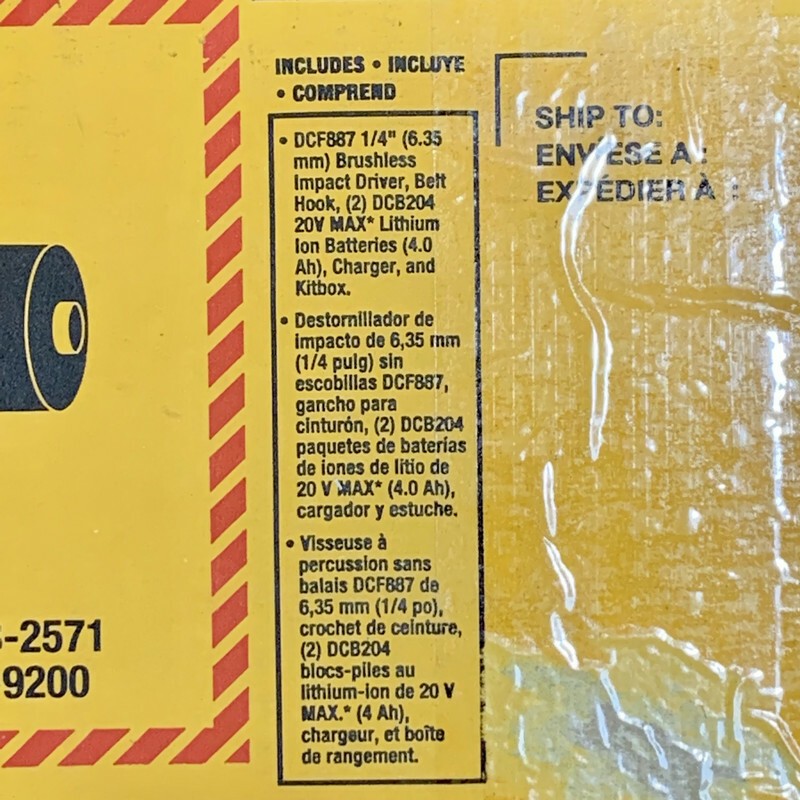 INCLUDES • INCLUYE
• COMPREND
• DCF887 1/4" (6.35
mm) Brushless
Impact Driver, Belt
Hook, (2) DCB204
20V MAX* Lithium
Ion Batteries (4.0
Ah), Charger, and
Kitbox.
• Destornillador de
impacto de 6,35 mm
(1/4 pulg) sin
escobillas DCF887,
gancho para
cinturón, (2) DCB204
paquetes de baterías
de iones de litio de
20 V MAX* (4.0 Ah),
cargador y estuche.
• Visseuse à
percussion sans
balais DCF887 de
6,35 mm (1/4 po),
crochet de ceinture,
(2) DCB204
blocs-piles au
lithium-ion de 20 V
MAX.* (4 Ah),
chargeur, et boîte
de rangement.
SHIP TO:
ENVIESE A:
EXPÉDIER À :
-2571
9200